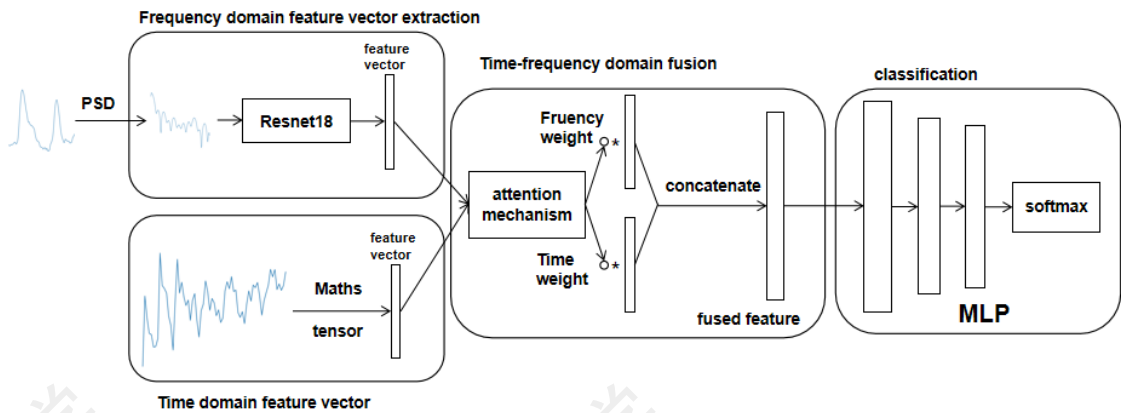 Frequency domain feature vector extraction
PSD
Resnet18
feature
vector
Time-frequency domain fusion
Fruency
weight
*
attention
mechanism
Time
weight
*
concatenate
fused feature
classification
softmax
MLP
feature
vector
Maths
tensor
Time domain feature vector